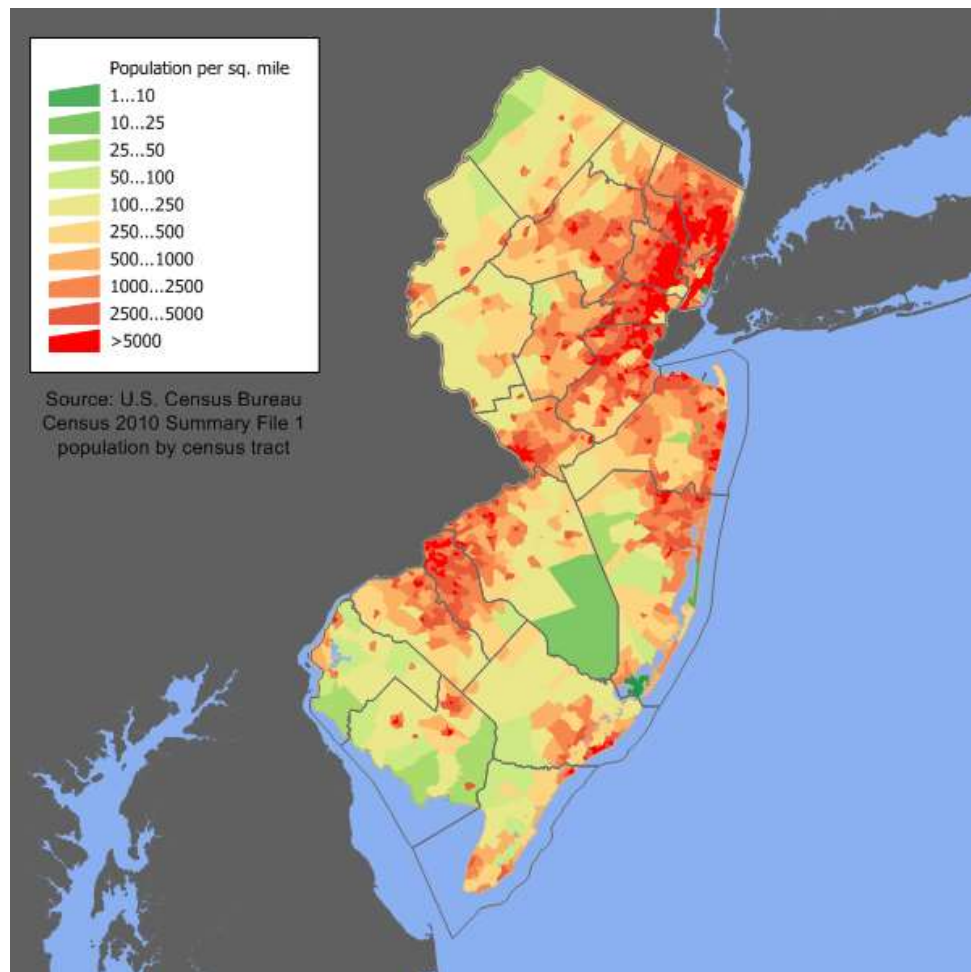 Population per sq. mile
1...10
10...25
25...50
50...100
100...250
250...500
500...1000
1000...2500
2500...5000
>5000
Source: U.S. Census Bureau
Census 2010 Summary File 1
population by census tract